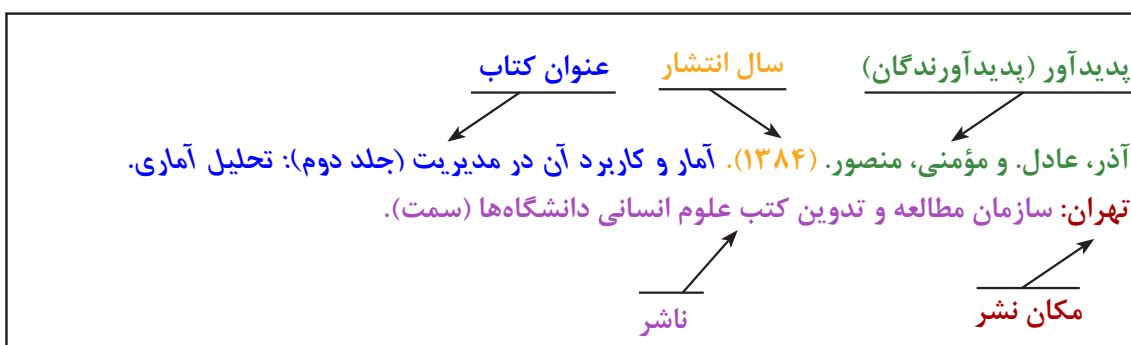 پدیدآور (پدیدآورندگان) سال انتشار عنوان کتاب
آذر، عادل. و مؤمنی، منصور. (۱۳۸۴). آمار و کاربرد آن در مدیریت (جلد دوم): تحلیل آماری.
تهران: سازمان مطالعه و تدوین کتب علوم انسانی دانشگاه‌ها (سمت).
مکان نشر ناشر